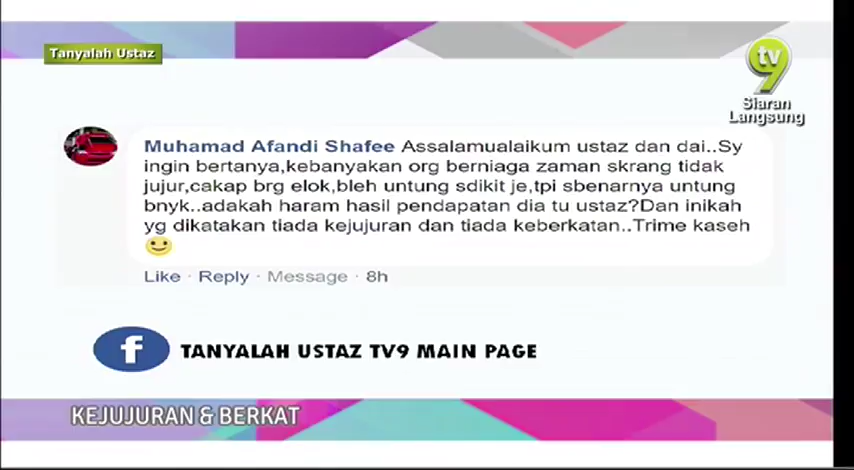 Tanyalah Ustaz
tv
9
Siaran
Langsung
Muhamad Afandi Shafee Assalamualaikum ustaz dan dai..Sy
ingin bertanya,kebanyakan org berniaga zaman skrang tidak
jujur,cakap brg elok,bleh untung sdikit je,tpi sbenarnya untung
bnyk..adakah haram hasil pendapatan dia tu ustaz?Dan inikah
yg dikatakan tiada kejujuran dan tiada keberkatan..Trime kaseh
🙂
Like · Reply · Message · 8h
f TANYALAH USTAZ TV9 MAIN PAGE
KEJUJURAN & BERKAT